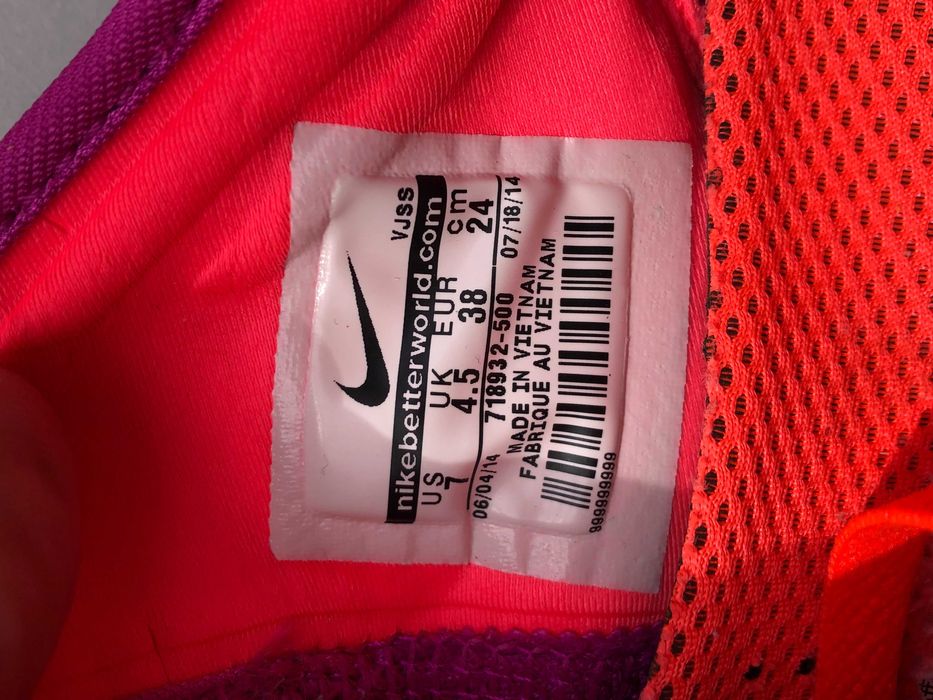 VJSS
nikebetterworld.com
US UK EUR cm
7 4.5 38 24
06/04/14 718932-500 07/18/14
MADE IN VIETNAM
FABRIQUE AU VIETNAM
999999999